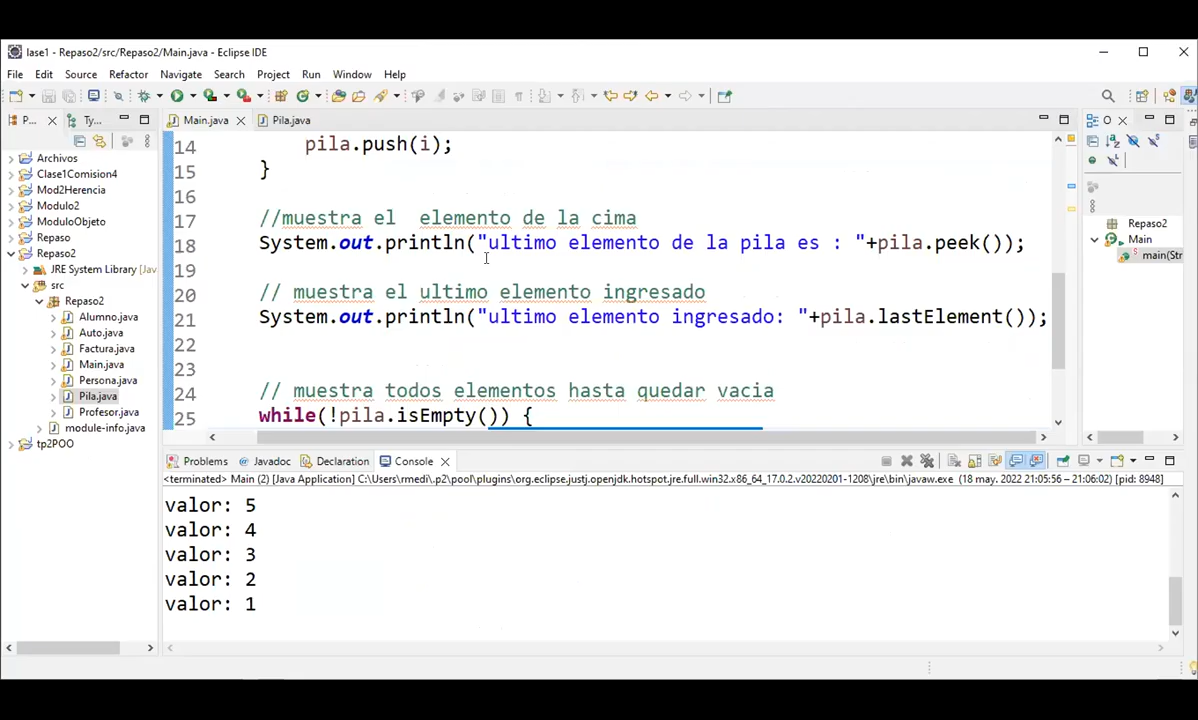 lase1 - Repaso2/src/Repaso2/Main.java - Eclipse IDE
File Edit Source Refactor Navigate Search Project Run Window Help
P... Ty... Main.java Pila.java O
Archivos
Clase1Comision4
Mod2Herencia
Modulo2
ModuloObjeto
Repaso
Repaso2
JRE System Library [Jav
src
Repaso2
Alumno.java
Auto.java
Factura.java
Main.java
Persona.java
Pila.java
Profesor.java
module-info.java
tp2POO
14 pila.push(i);
15 }
16
17 //muestra el  elemento de la cima
18 System.out.println("ultimo elemento de la pila es : "+pila.peek());
19
20 // muestra el ultimo elemento ingresado
21 System.out.println("ultimo elemento ingresado: "+pila.lastElement());
22
23
24 // muestra todos elementos hasta quedar vacia
25 while(!pila.isEmpty()) {
Repaso2
Main
main(Str
Problems Javadoc Declaration Console
<terminated> Main (2) [Java Application] C:\Users\rmedi\.p2\pool\plugins\org.eclipse.justj.openjdk.hotspot.jre.full.win32.x86_64_17.0.2.v20220201-1208\jre\bin\javaw.exe (18 may. 2022 21:05:56 – 21:06:02) [pid: 8948]
valor: 5
valor: 4
valor: 3
valor: 2
valor: 1